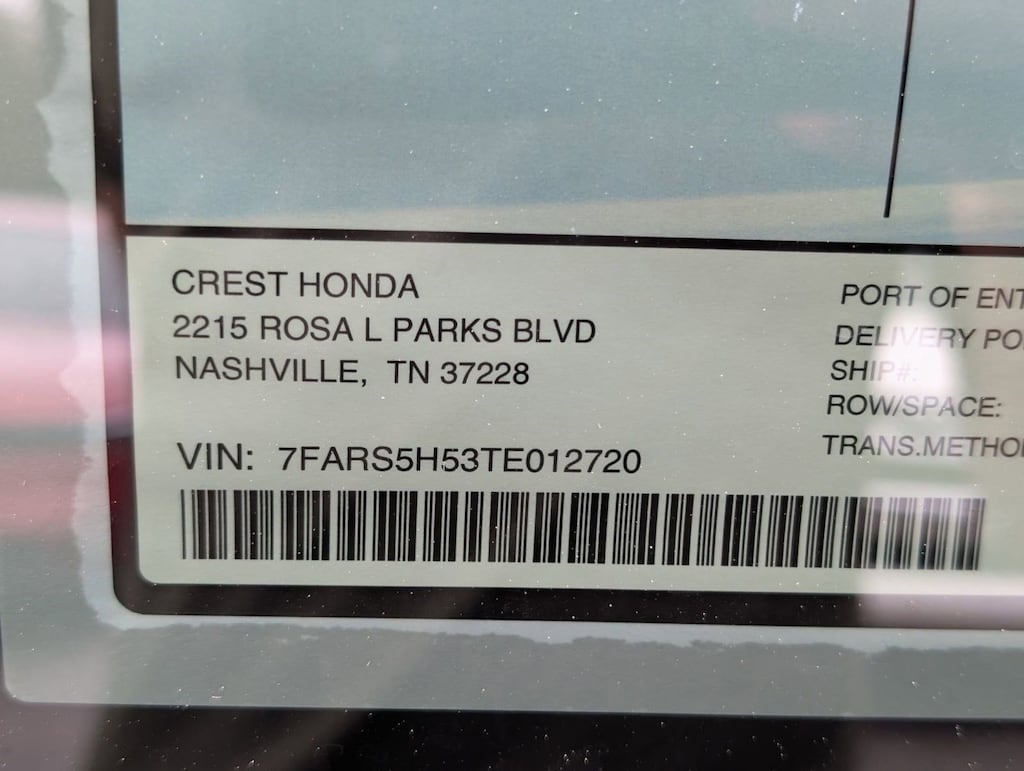 CREST HONDA
2215 ROSA L PARKS BLVD
NASHVILLE, TN 37228
VIN: 7FARS5H53TE012720
PORT OF ENT
DELIVERY PO
SHIP#:
ROW/SPACE:
TRANS.METHO